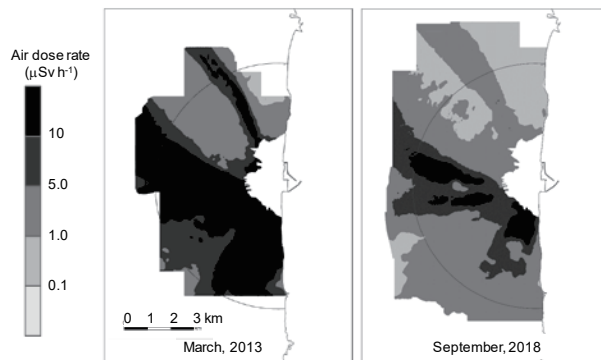 Air dose rate
(µSv h-1)
10
5.0
1.0
0.1
0 1 2 3 km
March, 2013
September, 2018